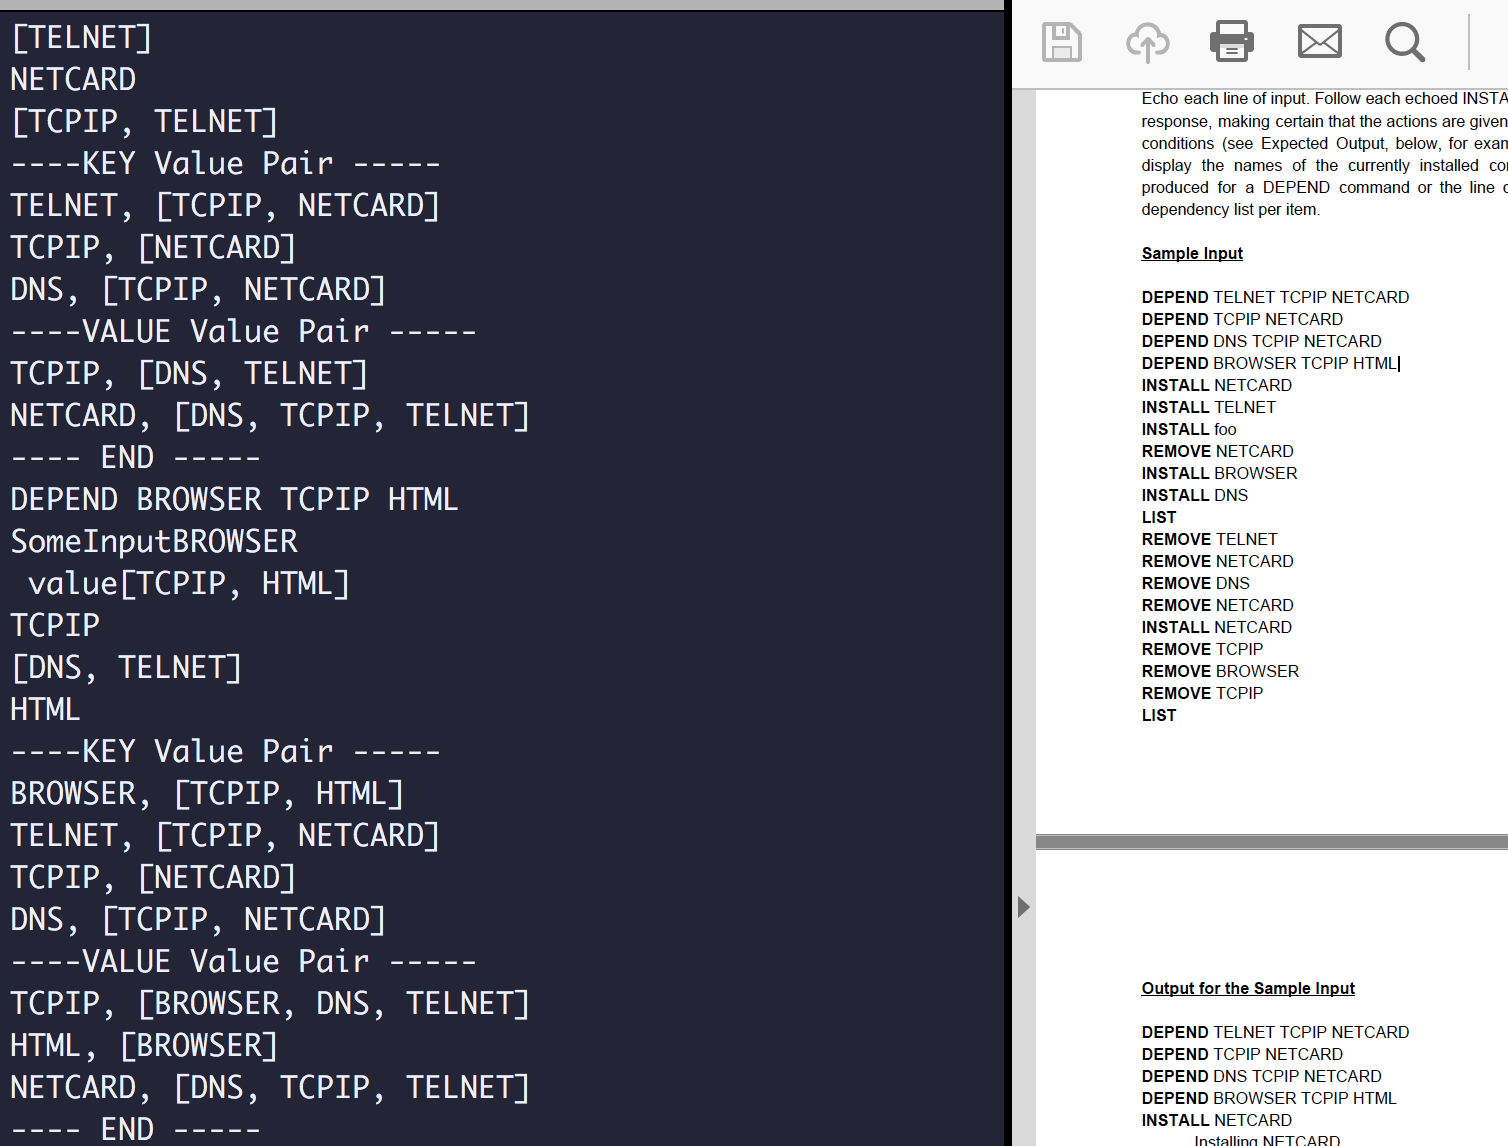 [TELNET]
NETCARD
[TCPIP, TELNET]
----KEY Value Pair -----
TELNET, [TCPIP, NETCARD]
TCPIP, [NETCARD]
DNS, [TCPIP, NETCARD]
----VALUE Value Pair -----
TCPIP, [DNS, TELNET]
NETCARD, [DNS, TCPIP, TELNET]
---- END -----
DEPEND BROWSER TCPIP HTML
SomeInputBROWSER
 value[TCPIP, HTML]
TCPIP
[DNS, TELNET]
HTML
----KEY Value Pair -----
BROWSER, [TCPIP, HTML]
TELNET, [TCPIP, NETCARD]
TCPIP, [NETCARD]
DNS, [TCPIP, NETCARD]
----VALUE Value Pair -----
TCPIP, [BROWSER, DNS, TELNET]
HTML, [BROWSER]
NETCARD, [DNS, TCPIP, TELNET]
---- END -----
Echo each line of input. Follow each echoed INSTA
response, making certain that the actions are given
conditions (see Expected Output, below, for exam
display the names of the currently installed co
produced for a DEPEND command or the line
dependency list per item.
Sample Input
DEPEND TELNET TCPIP NETCARD
DEPEND TCPIP NETCARD
DEPEND DNS TCPIP NETCARD
DEPEND BROWSER TCPIP HTML
INSTALL NETCARD
INSTALL TELNET
INSTALL foo
REMOVE NETCARD
INSTALL BROWSER
INSTALL DNS
LIST
REMOVE TELNET
REMOVE NETCARD
REMOVE DNS
REMOVE NETCARD
INSTALL NETCARD
REMOVE TCPIP
REMOVE BROWSER
REMOVE TCPIP
LIST
Output for the Sample Input
DEPEND TELNET TCPIP NETCARD
DEPEND TCPIP NETCARD
DEPEND DNS TCPIP NETCARD
DEPEND BROWSER TCPIP HTML
INSTALL NETCARD
Installing NETCARD